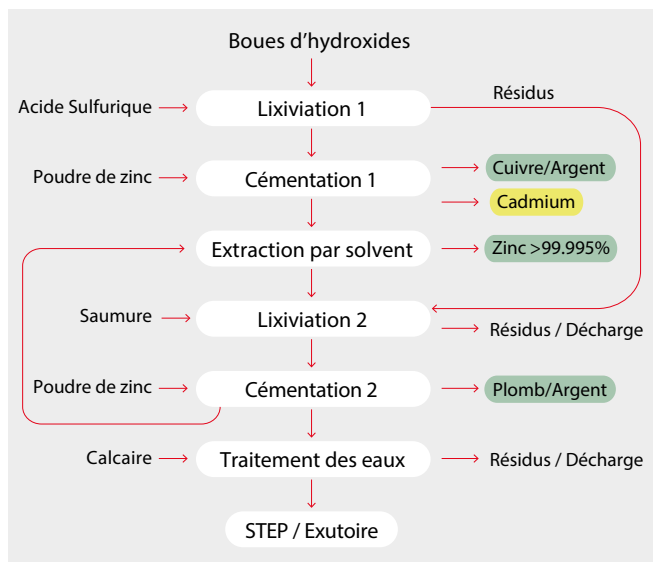 Boues d'hydroxides
Acide Sulfurique
Lixiviation 1
Résidus
Poudre de zinc
Cémentation 1
Cuivre/Argent
Cadmium
Extraction par solvent
Zinc >99.995%
Saumure
Lixiviation 2
Résidus / Décharge
Poudre de zinc
Cémentation 2
Plomb/Argent
Calcaire
Traitement des eaux
Résidus / Décharge
STEP / Exutoire